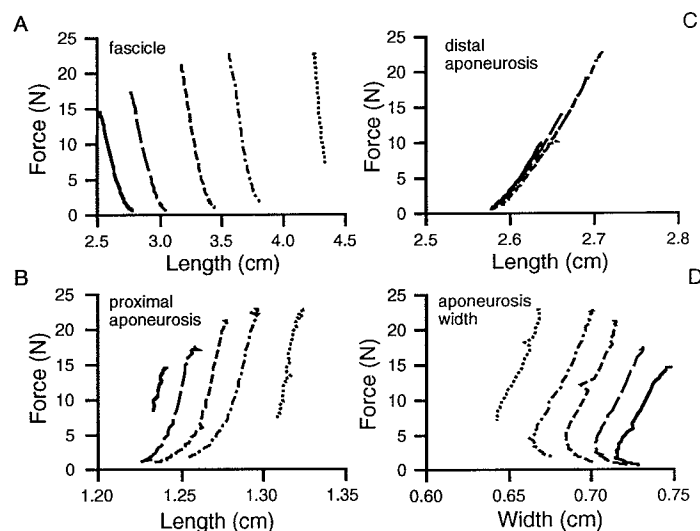 A
fascicle
Force (N)
25
20
15
10
5
0
2.5 3.0 3.5 4.0 4.5
Length (cm)
C
distal
aponeurosis
Force (N)
25
20
15
10
5
0
2.5 2.6 2.7 2.8
Length (cm)
B
proximal
aponeurosis
Force (N)
25
20
15
10
5
0
1.20 1.25 1.30 1.35
Length (cm)
D
aponeurosis
width
Force (N)
25
20
15
10
5
0
0.60 0.65 0.70 0.75
Width (cm)